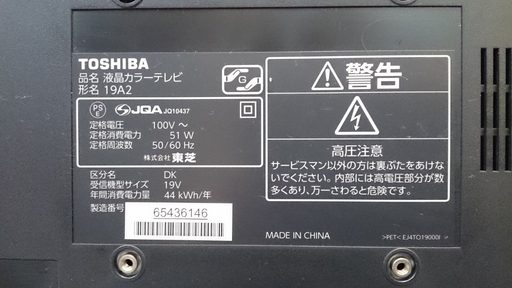 TOSHIBA
品名 液晶カラーテレビ
形名 19A2
G
PS
E
JQA JQ10437
定格電圧 100V ～
定格消費電力 51 W
定格周波数 50/60 Hz
株式会社 東芝
区分名 DK
受信機型サイズ 19V
年間消費電力量 44 kWh/年
製造番号
65436146
警告
高圧注意
サービスマン以外の方は裏ぶたをあけな
いでください。内部には高電圧部分が数
多くあり、万一さわると危険です。
MADE IN CHINA
>PET< EJ4TO19000I